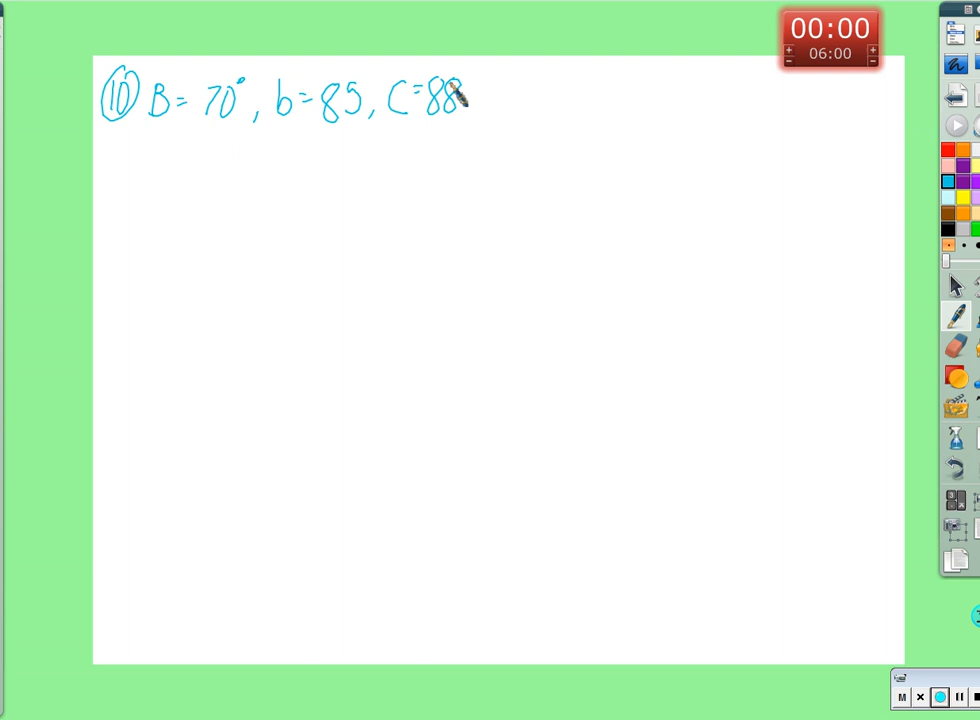 00:00
06:00
⑩ B = 70°, b = 85, C = 88
M